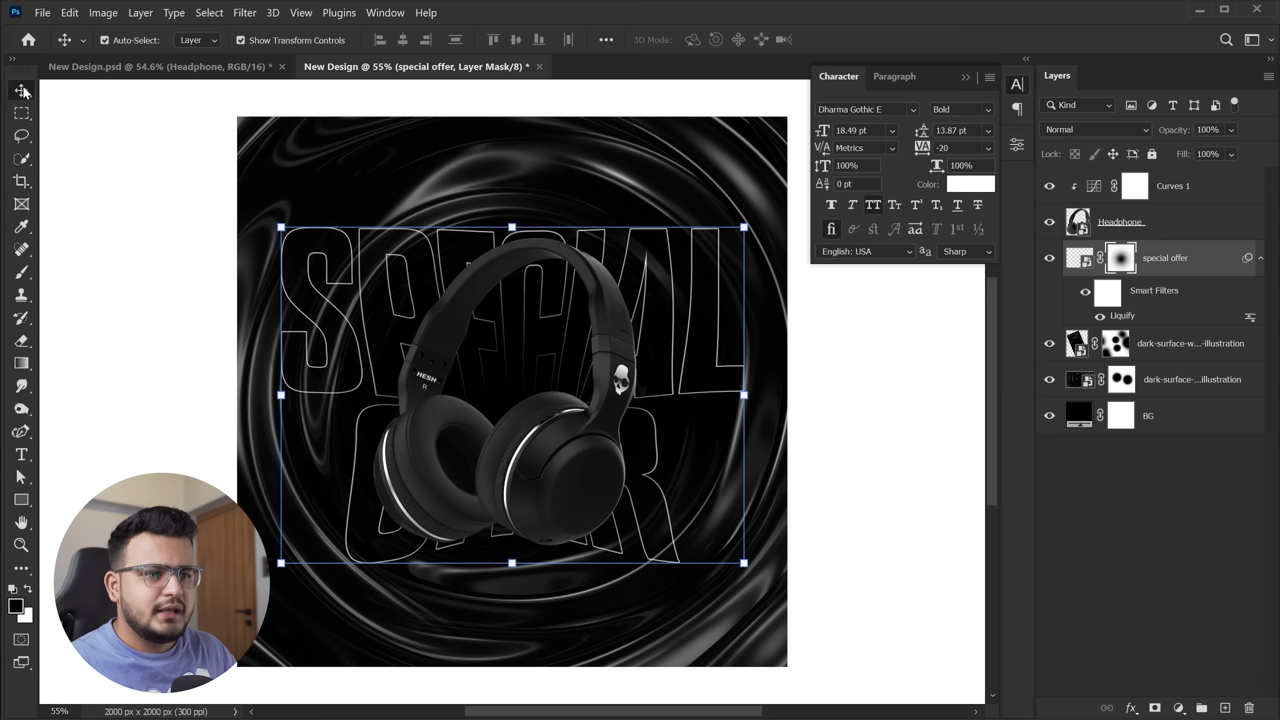 Ps File Edit Image Layer Type Select Filter 3D View Plugins Window Help
Auto-Select: Layer Show Transform Controls 3D Mode:
New Design.psd @ 54.6% (Headphone, RGB/16) * New Design @ 55% (special offer, Layer Mask/8) *
Character Paragraph
Dharma Gothic E Bold
18.49 pt 13.87 pt
Metrics -20
100% 100%
0 pt Color:
English: USA Sharp
Layers
Kind
Normal Opacity: 100%
Lock: Fill: 100%
Curves 1
Headphone
special offer
Smart Filters
Liquify
dark-surface-w...-illustration
dark-surface-...illustration
BG
SPECIAL
HESH
R
55% 2000 px x 2000 px (300 ppi)